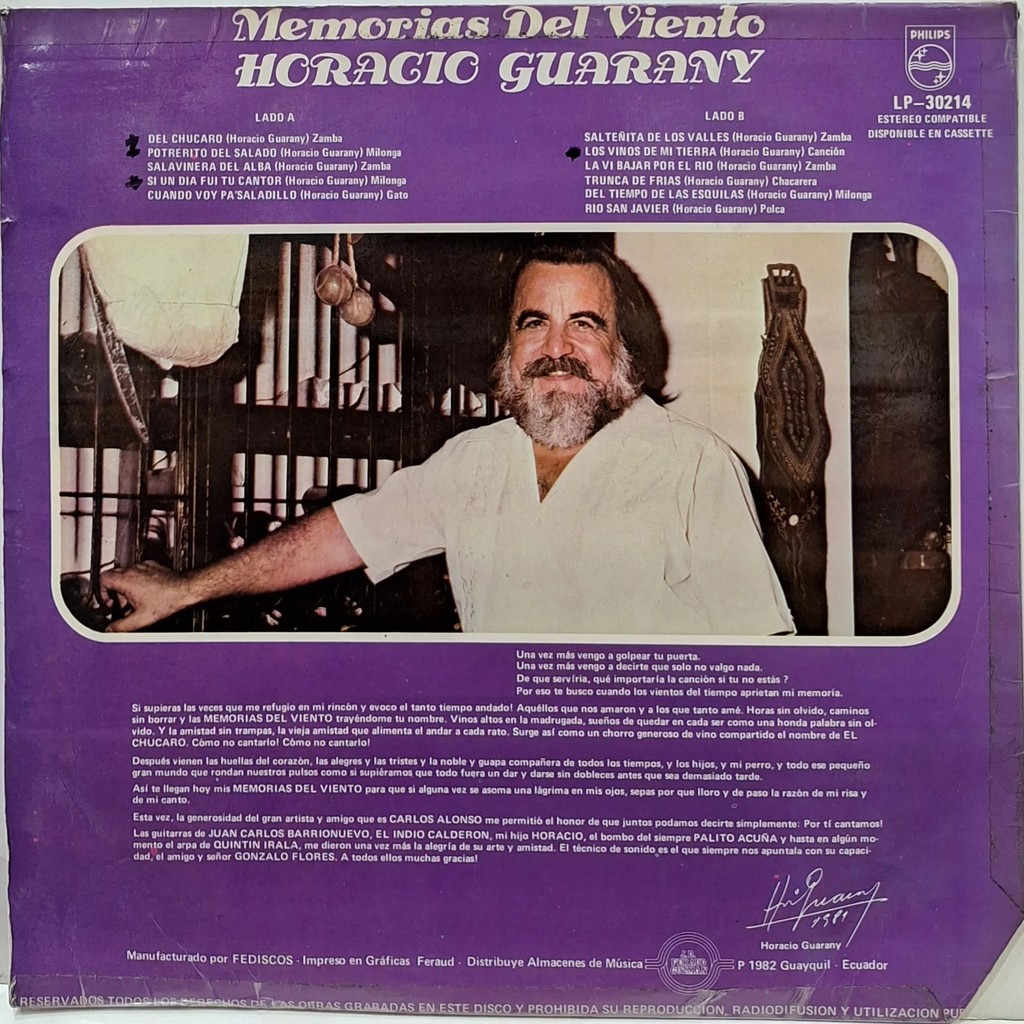 Memorias Del Viento
HORACIO GUARANY
PHILIPS
LP-30214
ESTEREO COMPATIBLE
DISPONIBLE EN CASSETTE
LADO A
DEL CHUCARO (Horacio Guarany) Zamba
POTRERITO DEL SALADO (Horacio Guarany) Milonga
SALAVINERA DEL ALBA (Horacio Guarany) Zamba
SI UN DIA FUI TU CANTOR (Horacio Guarany) Milonga
CUANDO VOY PA'SALADILLO (Horacio Guarany) Gato
LADO B
SALTEÑITA DE LOS VALLES (Horacio Guarany) Zamba
LOS VINOS DE MI TIERRA (Horacio Guarany) Canción
LA VI BAJAR POR EL RIO (Horacio Guarany) Zamba
TRUNCA DE FRIAS (Horacio Guarany) Chacarera
DEL TIEMPO DE LAS ESQUILAS (Horacio Guarany) Milonga
RIO SAN JAVIER (Horacio Guarany) Polca
Una vez más vengo a golpear tu puerta.
Una vez más vengo a decirte que solo no valgo nada.
De que serviría, qué importaría la canción si tu no estás ?
Por eso te busco cuando los vientos del tiempo aprietan mi memoria.
Si supieras las veces que me refugio en mi rincón y evoco el tanto tiempo andado! Aquéllos que nos amaron y a los que tanto amé. Horas sin olvido, caminos
sin borrar y las MEMORIAS DEL VIENTO trayéndome tu nombre. Vinos altos en la madrugada, sueños de quedar en cada ser como una honda palabra sin ol-
vido. Y la amistad sin trampas, la vieja amistad que alimenta el andar a cada rato. Surge así como un chorro generoso de vino compartido el nombre de EL
CHUCARO. Cómo no cantarlo! Cómo no cantarlo!
Después vienen las huellas del corazón, las alegres y las tristes y la noble y guapa compañera de todos los tiempos, y los hijos, y mi perro, y todo ese pequeño
gran mundo que rondan nuestros pulsos como si supiéramos que todo fuera un dar y darse sin dobleces antes que sea demasiado tarde.
Así te llegan hoy mis MEMORIAS DEL VIENTO para que si alguna vez se asoma una lágrima en mis ojos, sepas por que lloro y de paso la razón de mi risa y
de mi canto.
Esta vez, la generosidad del gran artista y amigo que es CARLOS ALONSO me permitió el honor de que juntos podamos decirte simplemente: Por tí cantamos!
Las guitarras de JUAN CARLOS BARRIONUEVO, EL INDIO CALDERON, mi hijo HORACIO, el bombo del siempre PALITO ACUÑA y hasta en algún mo-
mento el arpa de QUINTIN IRALA, me dieron una vez más la alegría de su arte y amistad. El técnico de sonido es el que siempre nos apuntala con su capaci-
dad, el amigo y señor GONZALO FLORES. A todos ellos muchas gracias!
1981
Horacio Guarany
Manufacturado por FEDISCOS - Impreso en Gráficas Feraud - Distribuye Almacenes de Música
P 1982 Guayquil - Ecuador
RESERVADOS TODOS LOS DERECHOS DE LAS OBRAS GRABADAS EN ESTE DISCO Y PROHIBIDA SU REPRODUCCION, RADIODIFUSION Y UTILIZACION PUB